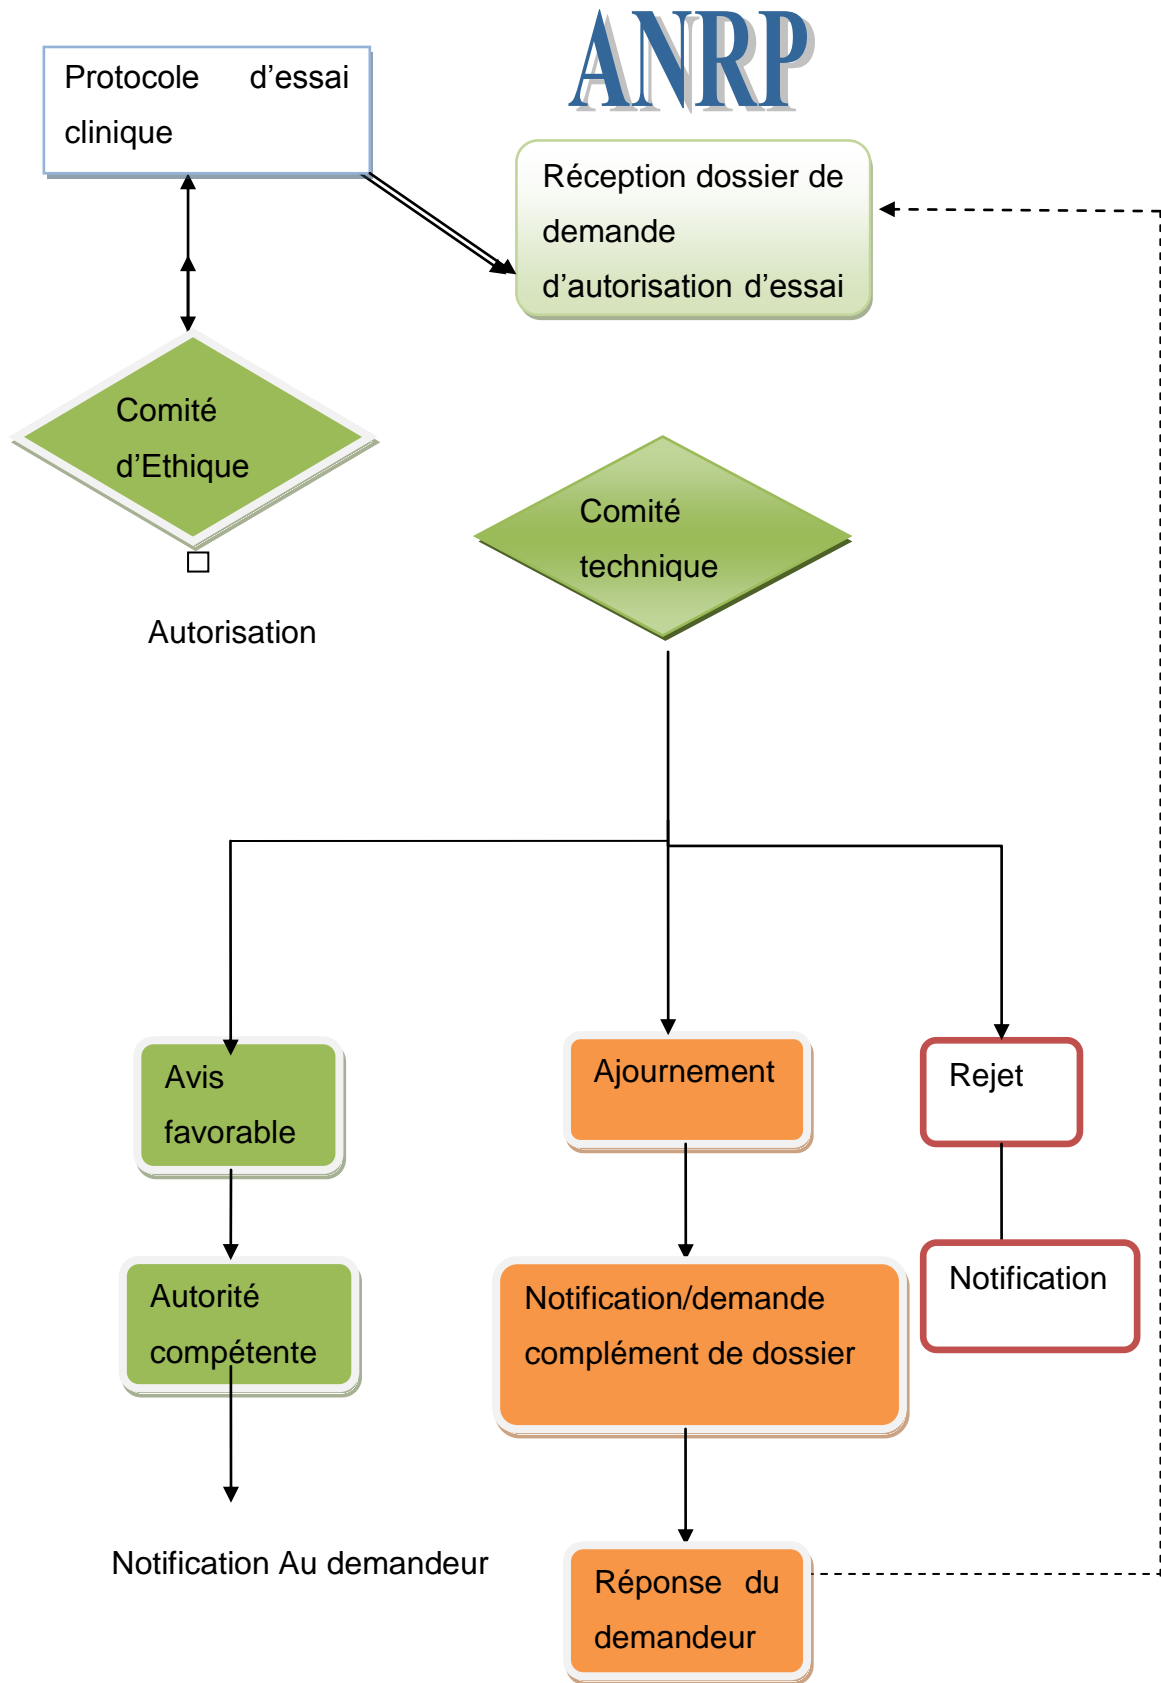 ANRP
Protocole d’essai
clinique
Réception dossier de
demande
d’autorisation d’essai
Comité
d’Ethique
Autorisation
Comité
technique
Avis
favorable
Ajournement
Rejet
Autorité
compétente
Notification/demande
complément de dossier
Notification
Notification Au demandeur
Réponse du
demandeur